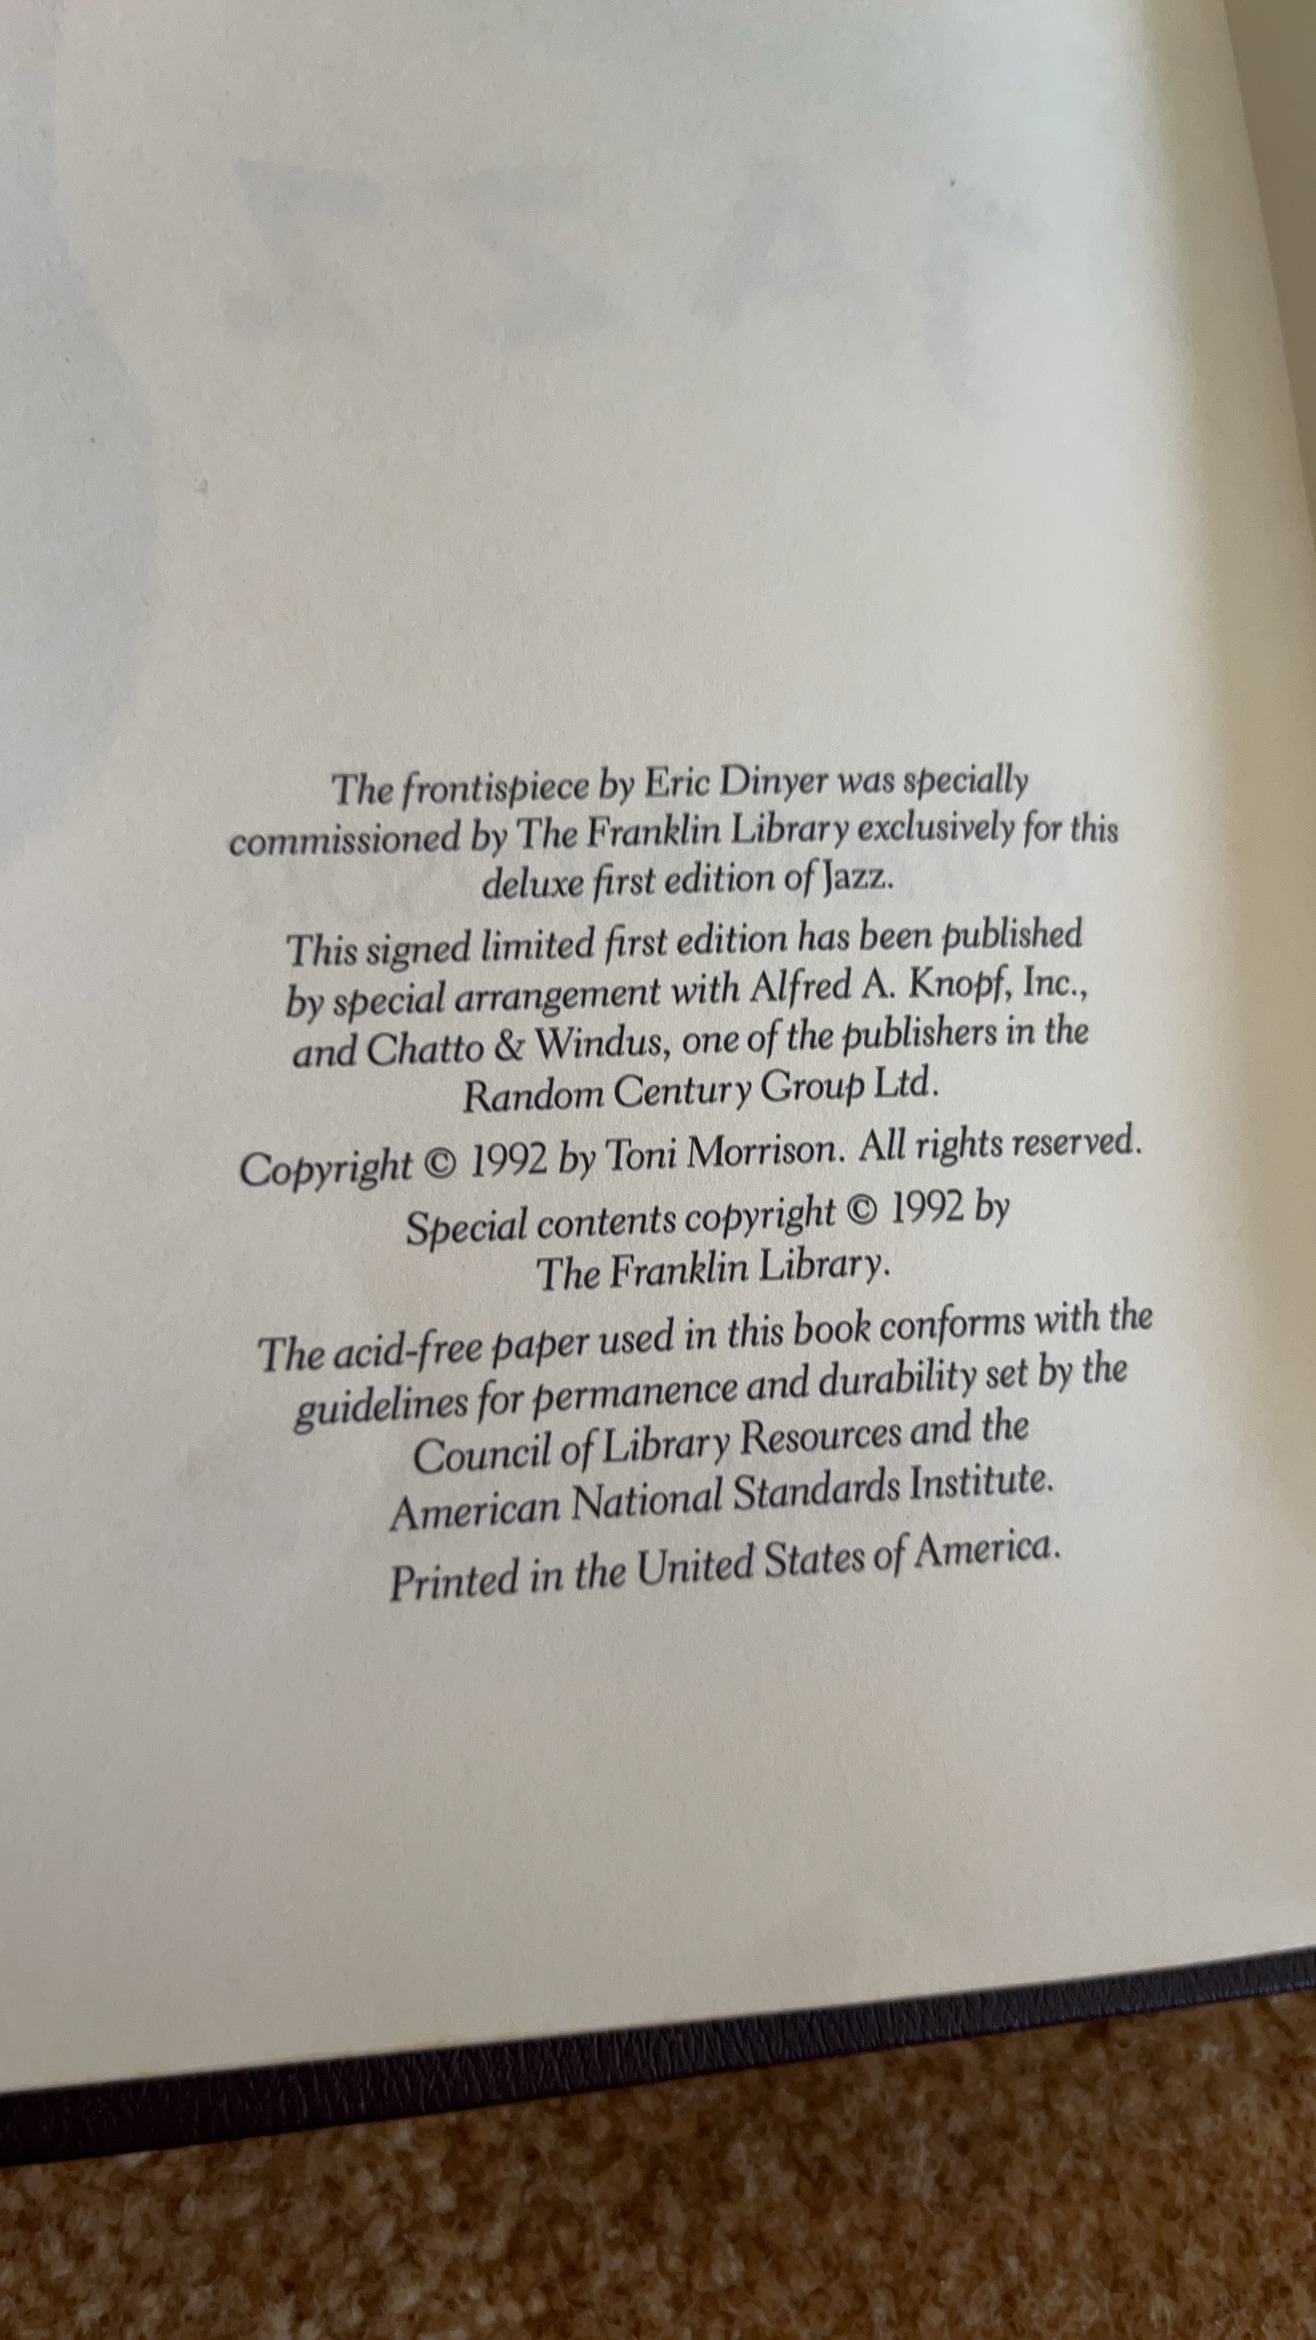 The frontispiece by Eric Dinyer was specially
commissioned by The Franklin Library exclusively for this
deluxe first edition of Jazz.
This signed limited first edition has been published
by special arrangement with Alfred A. Knopf, Inc.,
and Chatto & Windus, one of the publishers in the
Random Century Group Ltd.
Copyright © 1992 by Toni Morrison. All rights reserved.
Special contents copyright © 1992 by
The Franklin Library.
The acid-free paper used in this book conforms with the
guidelines for permanence and durability set by the
Council of Library Resources and the
American National Standards Institute.
Printed in the United States of America.